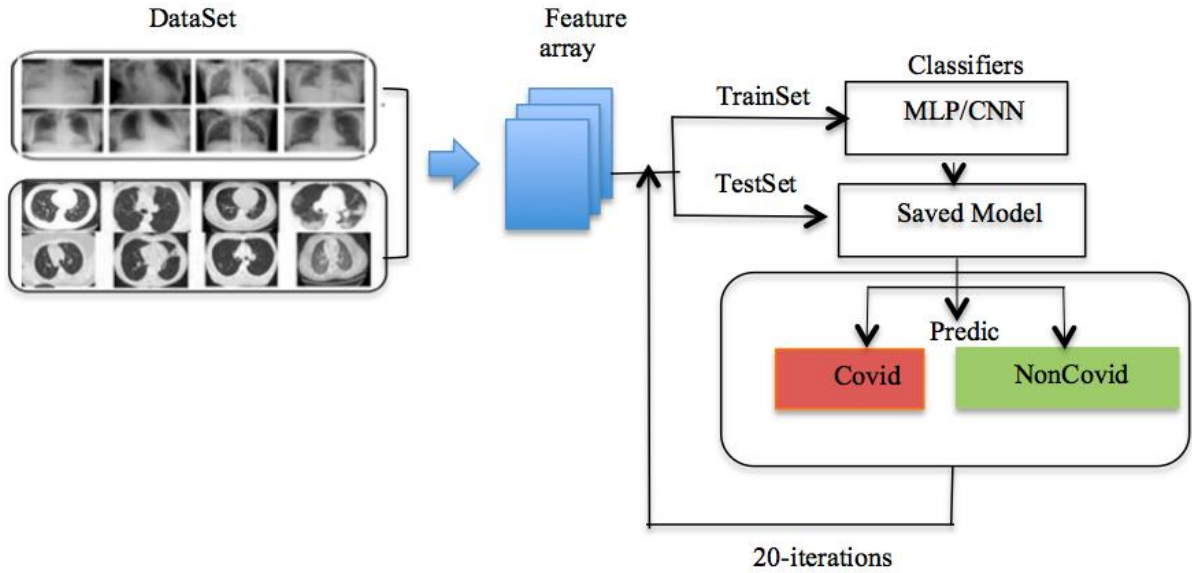 DataSet
Feature
array
Classifiers
TrainSet
MLP/CNN
TestSet
Saved Model
Predic
Covid
NonCovid
20-iterations